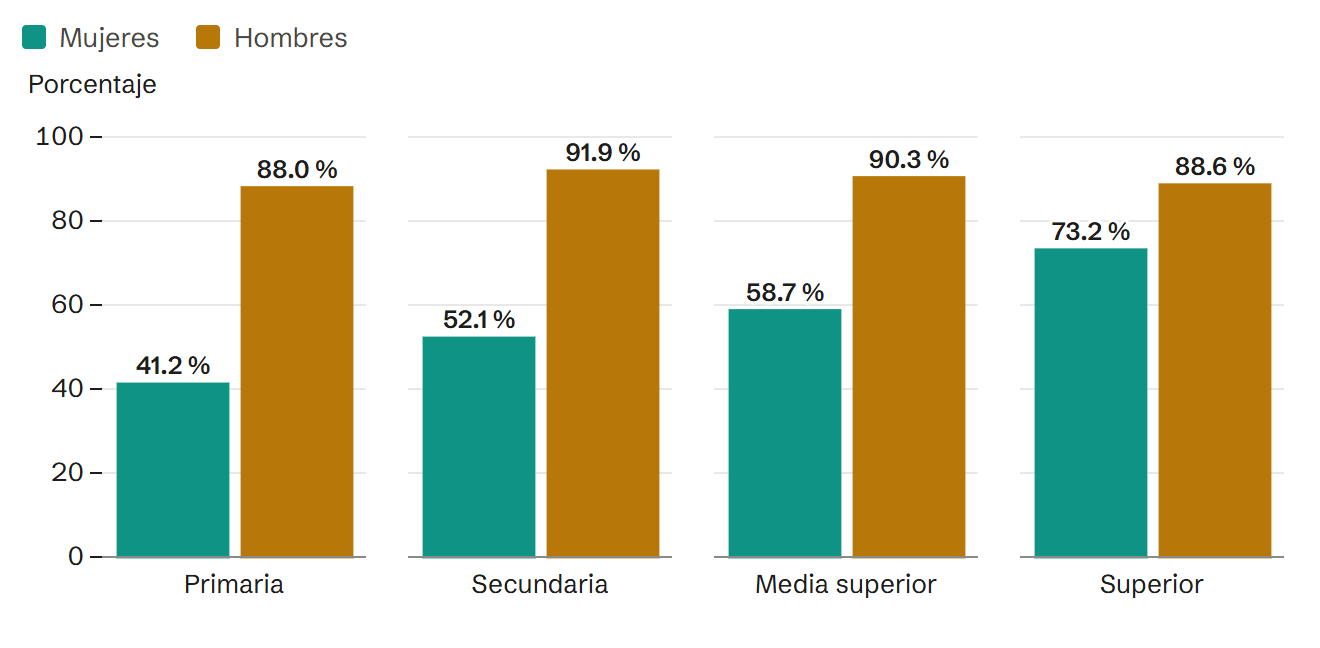 Mujeres Hombres
Porcentaje
100
80
60
40
20
0
41.2 % 88.0 %
52.1 % 91.9 %
58.7 % 90.3 %
73.2 % 88.6 %
Primaria Secundaria Media superior Superior